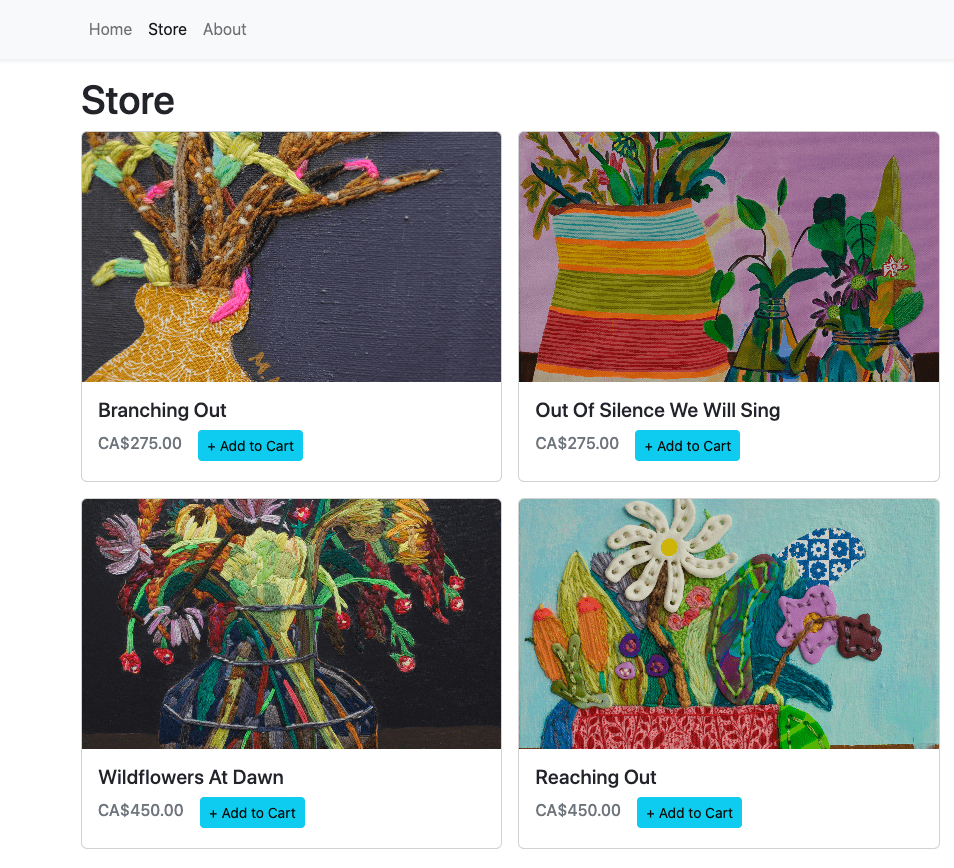 Home Store About
Store
Branching Out
CA$275.00 + Add to Cart
Out Of Silence We Will Sing
CA$275.00 + Add to Cart
Wildflowers At Dawn
CA$450.00 + Add to Cart
Reaching Out
CA$450.00 + Add to Cart